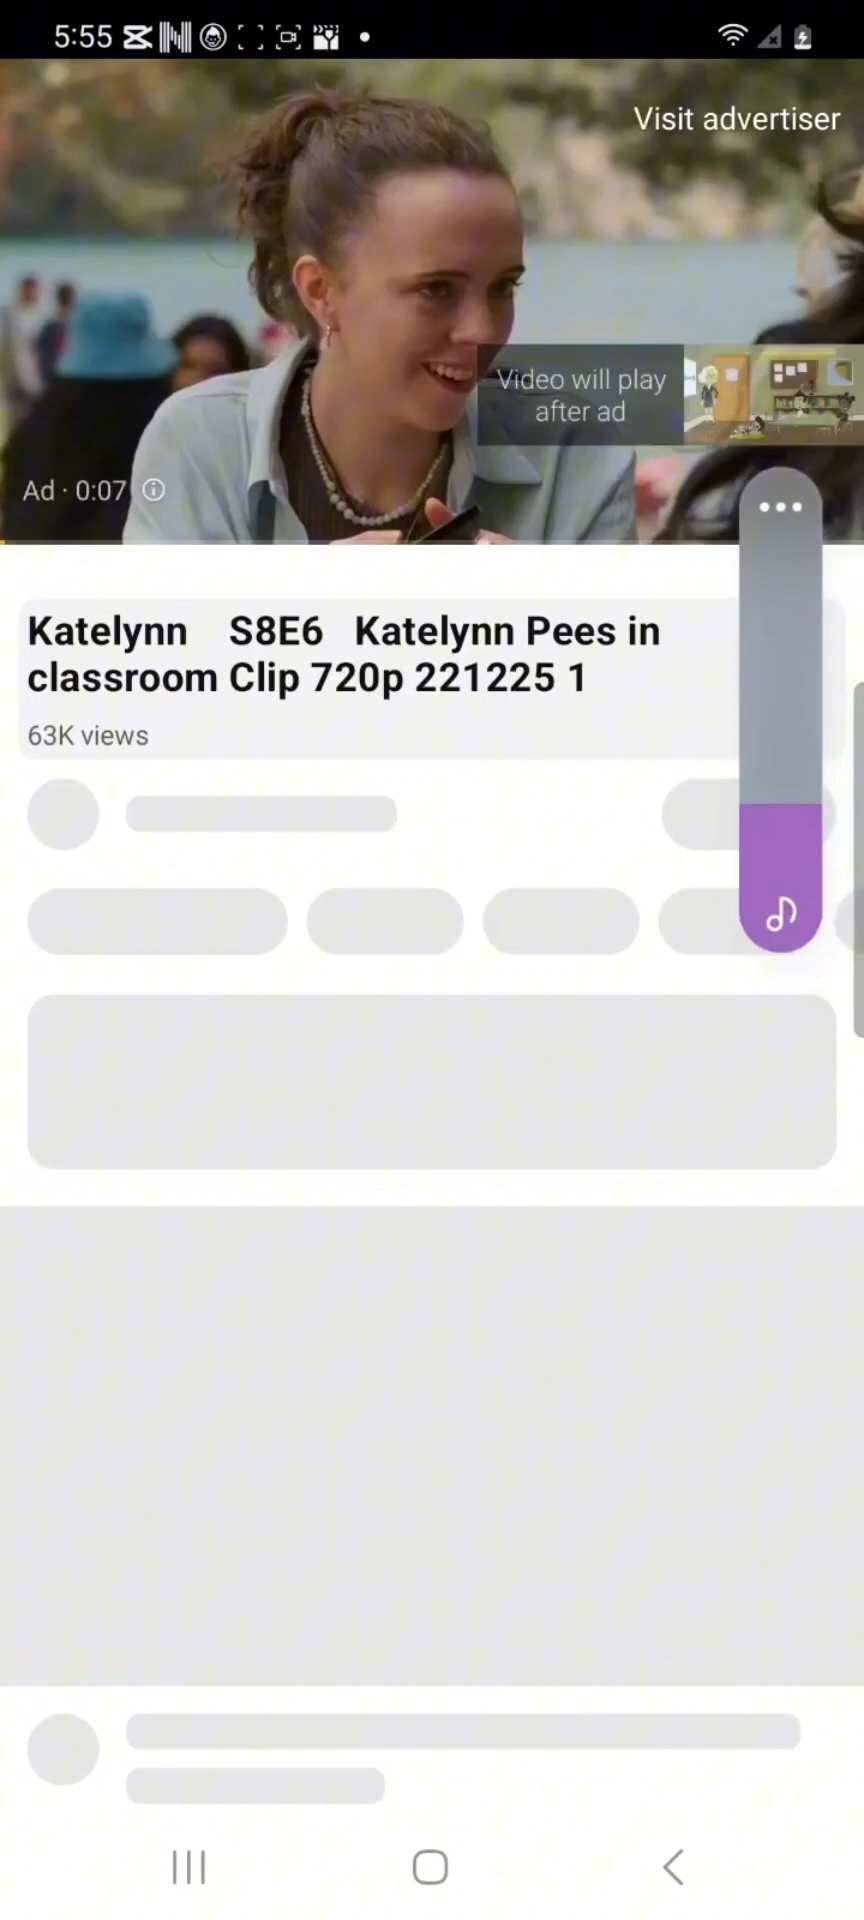 5:55
Visit advertiser
Video will play
after ad
Ad · 0:07
Katelynn S8E6 Katelynn Pees in
classroom Clip 720p 221225 1
63K views